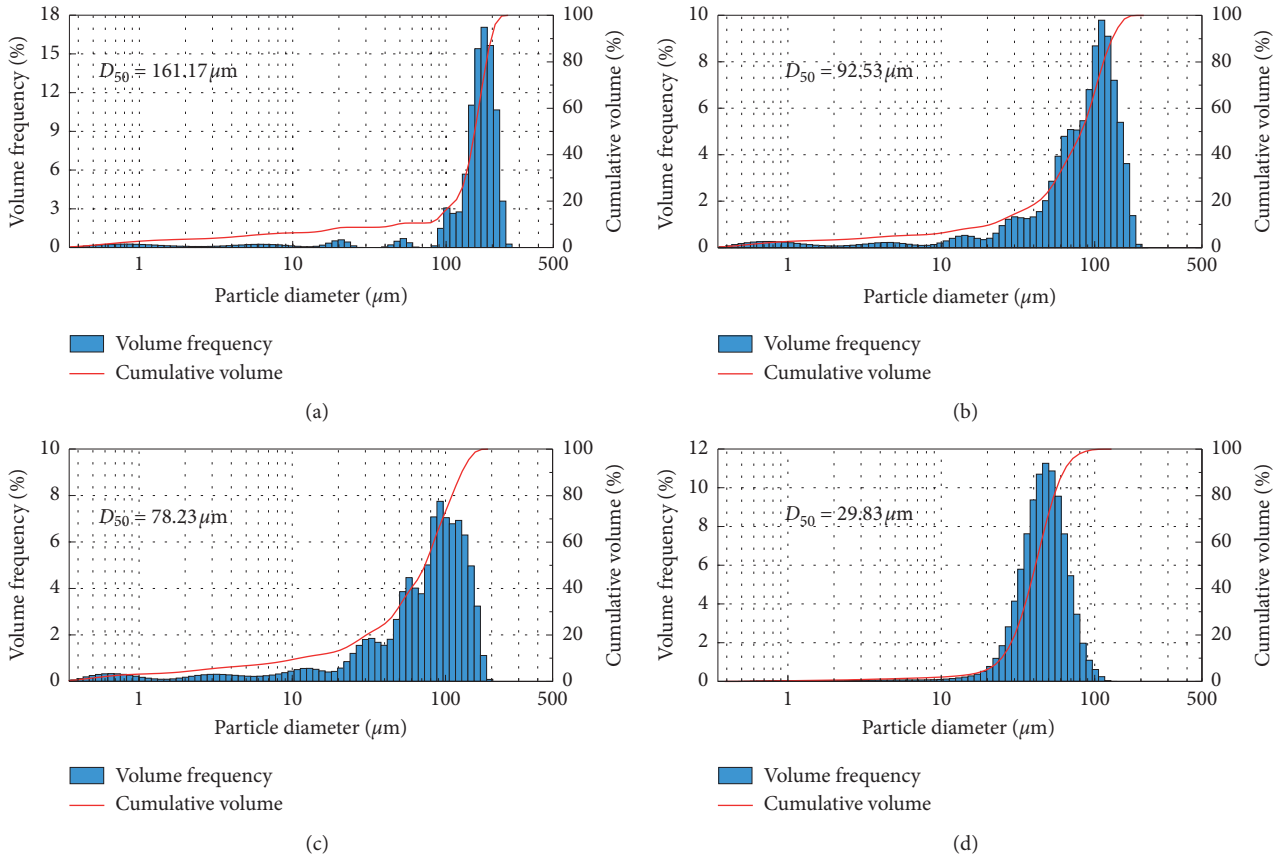 Volume frequency (%)
18
15
12
9
6
3
0
D50 = 161.17 μm
100
80
60
40
20
0
Cumulative volume (%)
1 10 100 500
Particle diameter (μm)
Volume frequency
Cumulative volume
(a)
Volume frequency (%)
10
8
6
4
2
0
D50 = 92.53 μm
100
80
60
40
20
0
Cumulative volume (%)
1 10 100 500
Particle diameter (μm)
Volume frequency
Cumulative volume
(b)
Volume frequency (%)
10
8
6
4
2
0
D50 = 78.23 μm
100
80
60
40
20
0
Cumulative volume (%)
1 10 100 500
Particle diameter (μm)
Volume frequency
Cumulative volume
(c)
Volume frequency (%)
12
10
8
6
4
2
0
D50 = 29.83 μm
100
80
60
40
20
0
Cumulative volume (%)
1 10 100 500
Particle diameter (μm)
Volume frequency
Cumulative volume
(d)